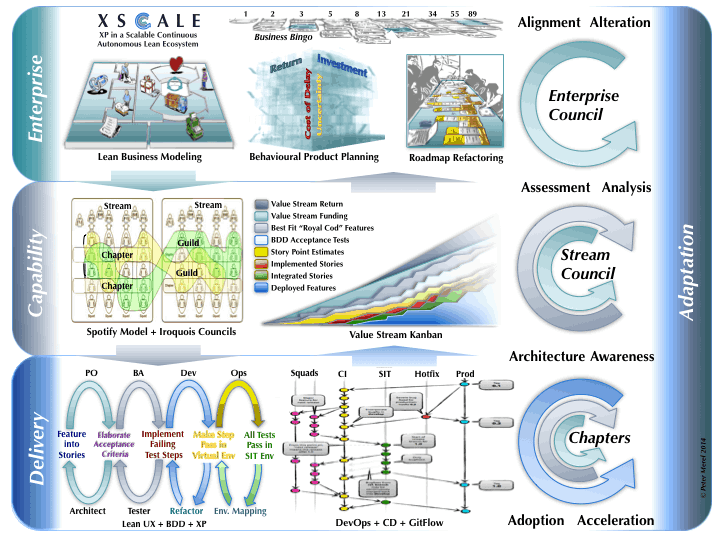 Enterprise
X S C A L E
XP in a Scalable Continuous
Autonomous Lean Ecosystem
1 2 3 5 8 13 21 34 55 89
Business Bingo
Return
Investment
Cost of Delay
Uncertainty
Lean Business Modeling
Behavioural Product Planning
Roadmap Refactoring
Alignment Alteration
Enterprise
Council
Capability
Stream
Stream
Chapter
Chapter
Guild
Guild
Spotify Model + Iroquois Councils
Value Stream Return
Value Stream Funding
Best Fit “Royal Cod” Features
BDD Acceptance Tests
Story Point Estimates
Implemented Stories
Integrated Stories
Deployed Features
Value Stream Kanban
Assessment Analysis
Stream
Council
Adaptation
Delivery
PO BA Dev Ops
Feature
into
Stories
Elaborate
Acceptance
Criteria
Implement
Failing
Test Steps
Make Step
Pass in
Virtual Env
All Tests
Pass in
SIT Env
Architect Tester Refactor Env. Mapping
Lean UX + BDD + XP
Squads CI SIT Hotfix Prod
DevOps + CD + GitFlow
Architecture Awareness
Chapters
Adoption Acceleration
© Peter Merel 2014